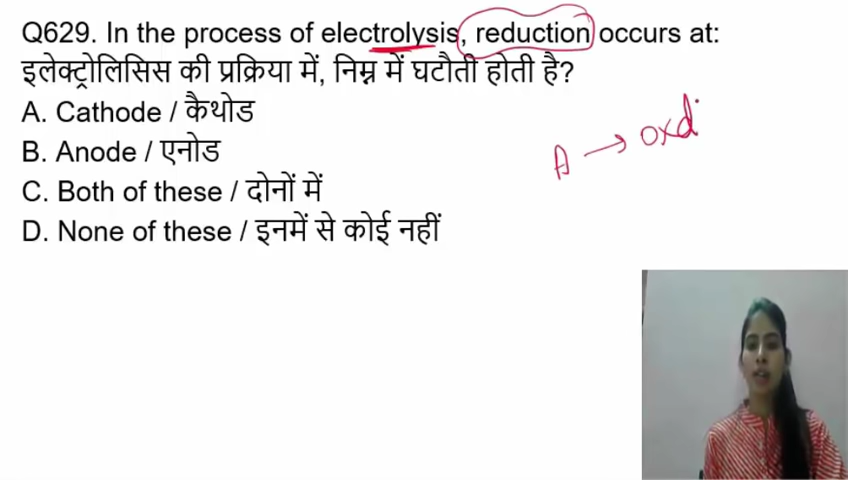 Q629. In the process of electrolysis, reduction occurs at:
इलेक्ट्रोलिसिस की प्रक्रिया में, निम्न में घटौती होती है?
A. Cathode / कैथोड
B. Anode / एनोड
A → oxdi
C. Both of these / दोनों में
D. None of these / इनमें से कोई नहीं